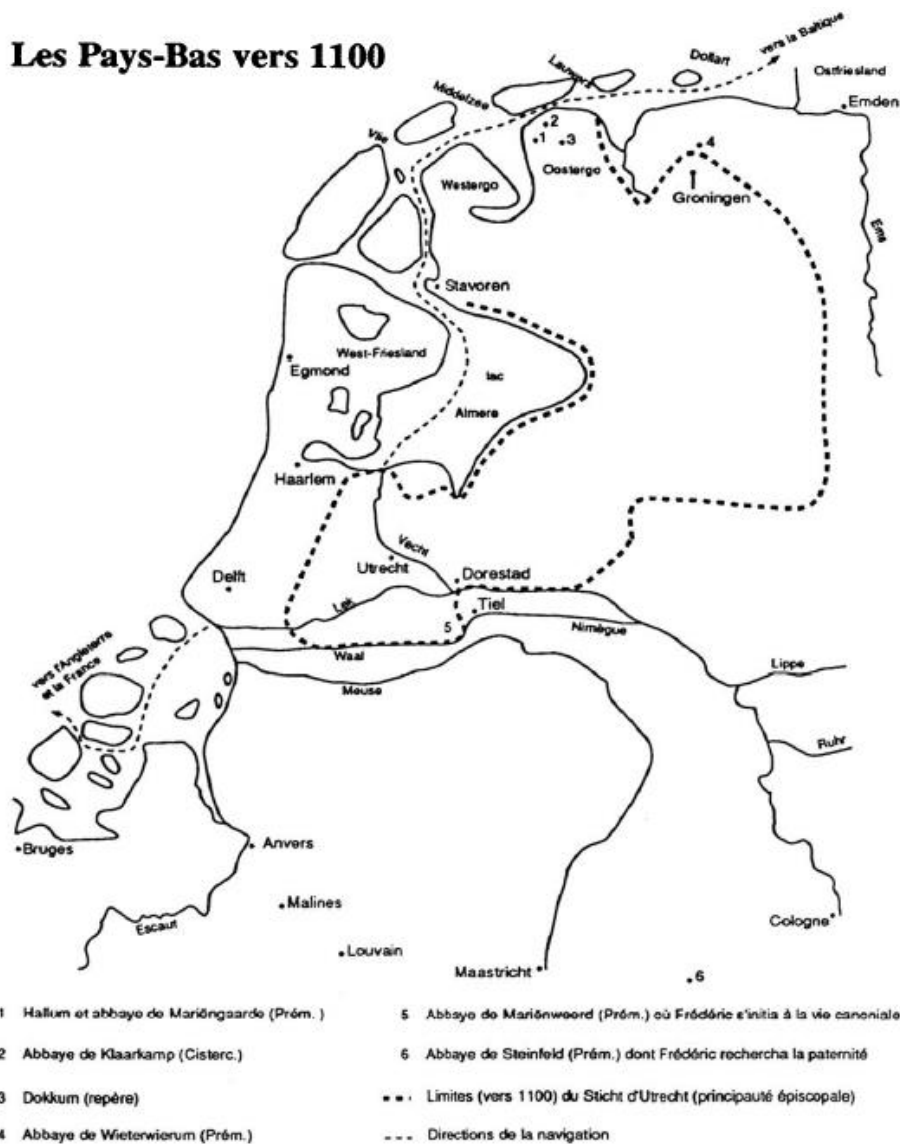 Les Pays-Bas vers 1100
vers la Baltique
Dollart
Lauwers
Middelzee
Vlie
Ostfriesland
Emden
2
1
3
4
Oostergo
Westergo
Groningen
Ems
Stavoren
West-Friesland
Egmond
lac
Almere
Haarlem
Vecht
Utrecht
Dorestad
Delft
Lek
Tiel
5
Nimègue
Waal
Meuse
Lippe
Ruhr
vers l'Angleterre
et la France
Bruges
Anvers
Malines
Escaut
Louvain
Cologne
Maastricht
6
1 Hallum et abbaye de Mariëngaarde (Prém. )
2 Abbaye de Klaarkamp (Cisterc.)
3 Dokkum (repère)
4 Abbaye de Wieterwierum (Prém.)
5 Abbaye de Mariënweerd (Prém.) où Frédéric s'initia à la vie canoniale
6 Abbaye de Steinfeld (Prém.) dont Frédéric rechercha la paternité
Limites (vers 1100) du Sticht d'Utrecht (principauté épiscopale)
Directions de la navigation